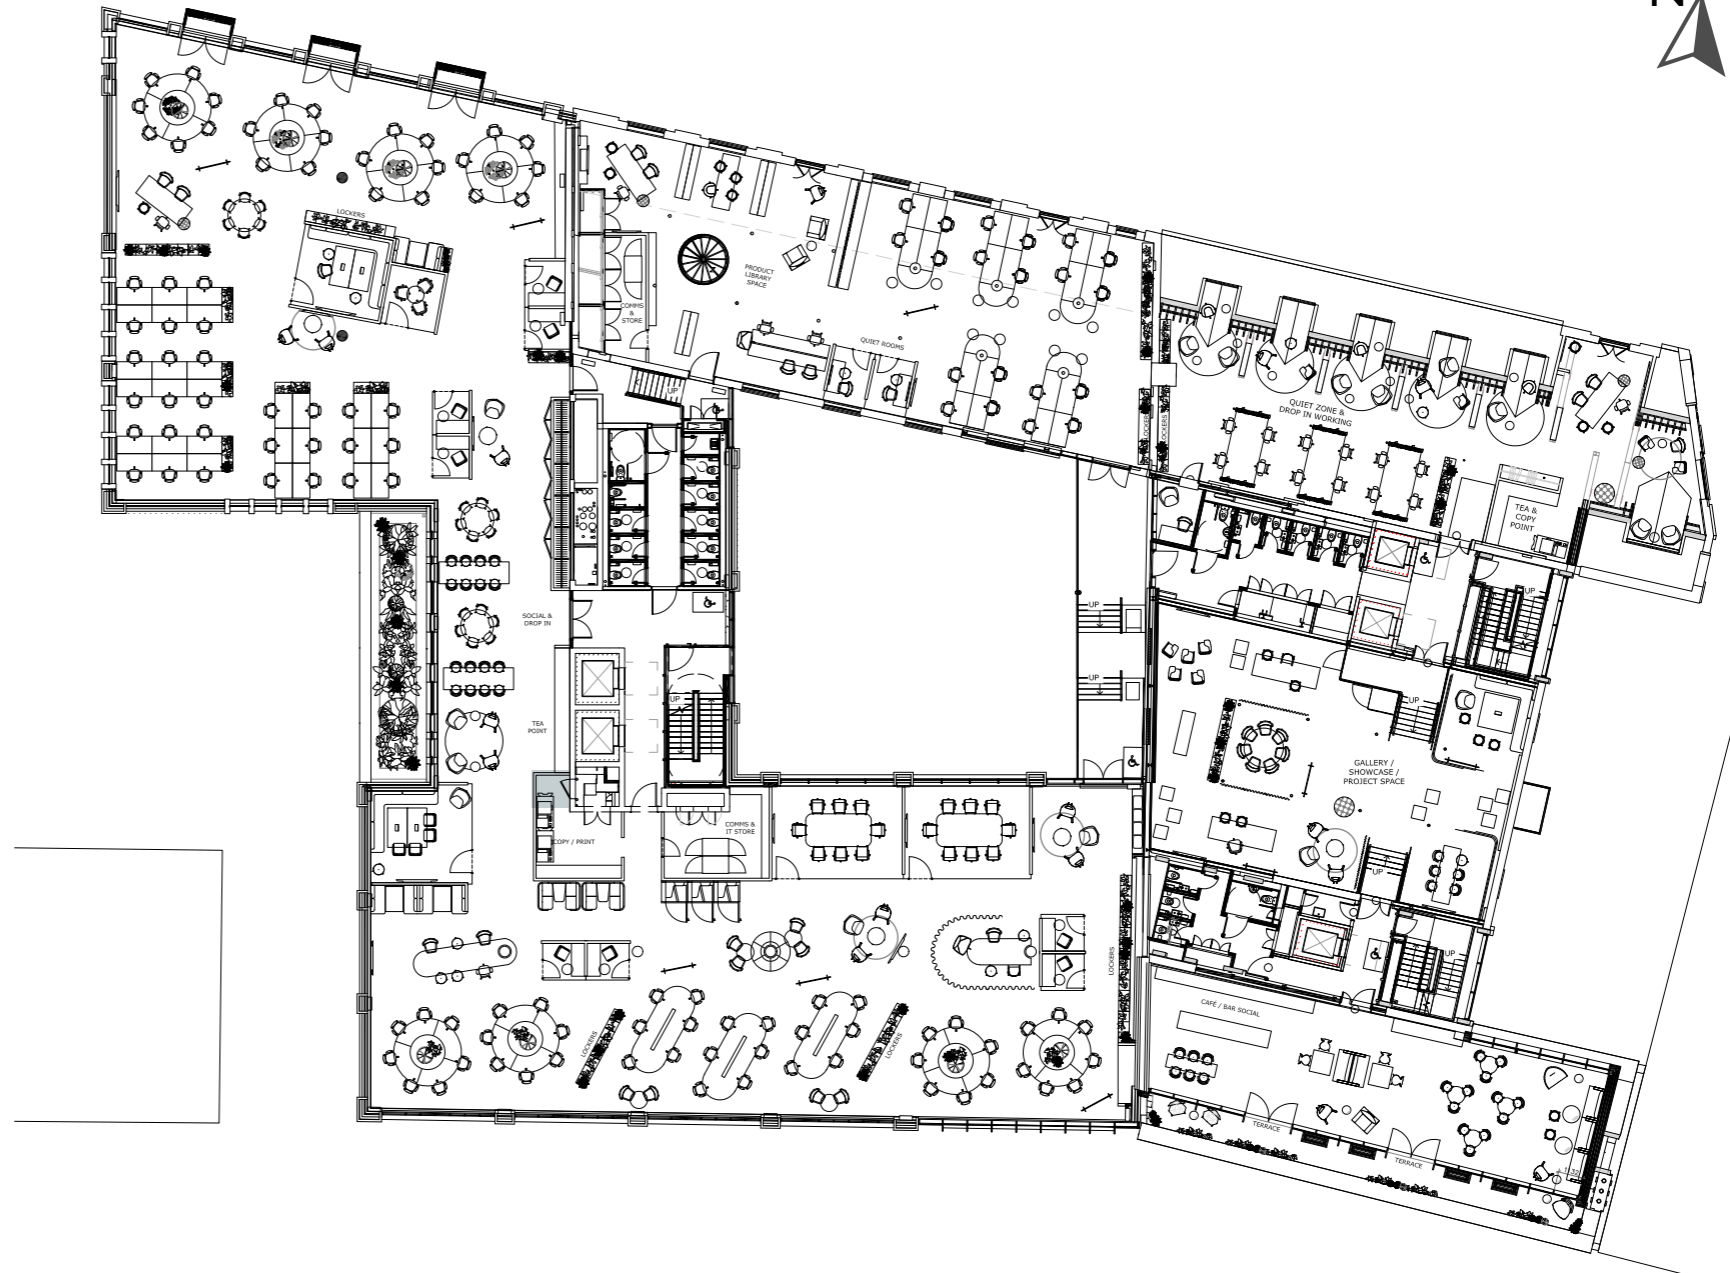 N
LOCKERS
PRODUCT
LIBRARY
SPACE
COMMS
&
STORE
QUIET ROOMS
UP
QUIET ZONE &
DROP IN WORKING
LOCKERS
LOCKERS
TEA &
COPY
POINT
UP
SOCIAL &
DROP IN
UP
UP
UP
UP
TEA
POINT
GALLERY /
SHOWCASE /
PROJECT SPACE
COMMS &
IT STORE
COPY / PRINT
UP
LOCKERS
UP
CAFÉ / BAR SOCIAL
LOCKERS
LOCKERS
TERRACE
TERRACE